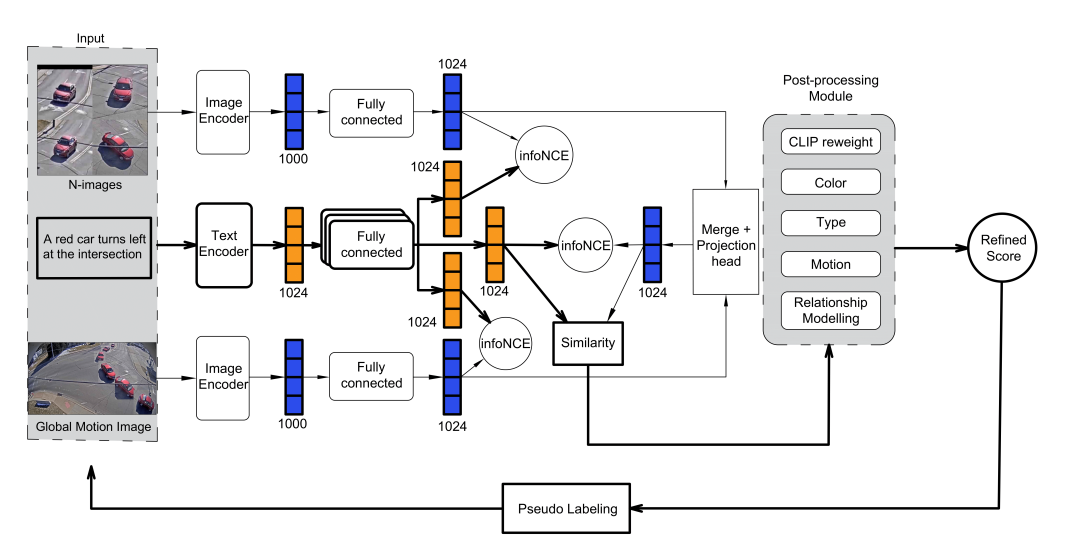 Input
N-images
A red car turns left
at the intersection
Global Motion Image
Image
Encoder
1000
Fully
connected
1024
infoNCE
Text
Encoder
1024
Fully
connected
1024
1024
1024
infoNCE
infoNCE
1024
Image
Encoder
1000
Fully
connected
1024
Similarity
Merge +
Projection
head
Post-processing
Module
CLIP reweight
Color
Type
Motion
Relationship
Modelling
Refined
Score
Pseudo Labeling